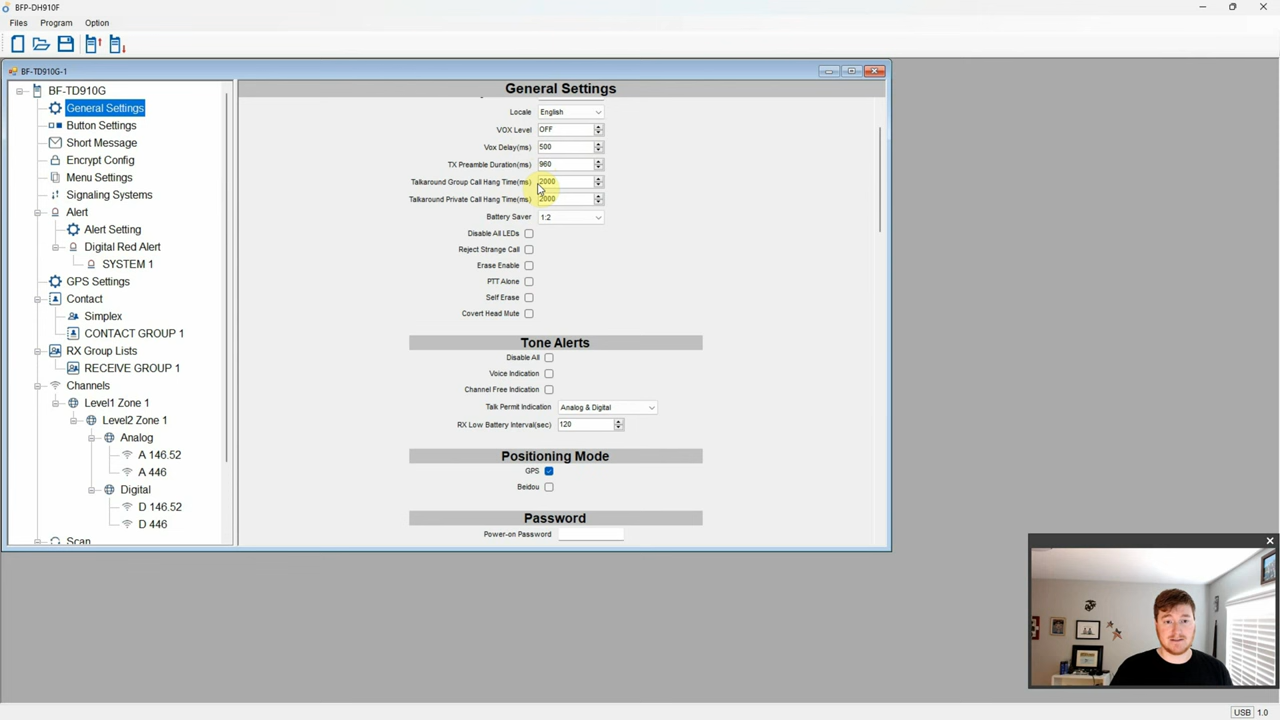 BFP-DH910F
Files Program Option
BF-TD910G-1
BF-TD910G
General Settings
Button Settings
Short Message
Encrypt Config
Menu Settings
Signaling Systems
Alert
Alert Setting
Digital Red Alert
SYSTEM 1
GPS Settings
Contact
Simplex
CONTACT GROUP 1
RX Group Lists
RECEIVE GROUP 1
Channels
Level1 Zone 1
Level2 Zone 1
Analog
A 146.52
A 446
Digital
D 146.52
D 446
Scan
General Settings
Locale English
VOX Level OFF
Vox Delay(ms) 500
TX Preamble Duration(ms) 960
Talkaround Group Call Hang Time(ms) 2000
Talkaround Private Call Hang Time(ms) 2000
Battery Saver 1:2
Disable All LEDs
Reject Strange Call
Erase Enable
PTT Alone
Self Erase
Covert Head Mute
Tone Alerts
Disable All
Voice Indication
Channel Free Indication
Talk Permit Indication Analog & Digital
RX Low Battery Interval(sec) 120
Positioning Mode
GPS
Beidou
Password
Power-on Password
USB 1.0